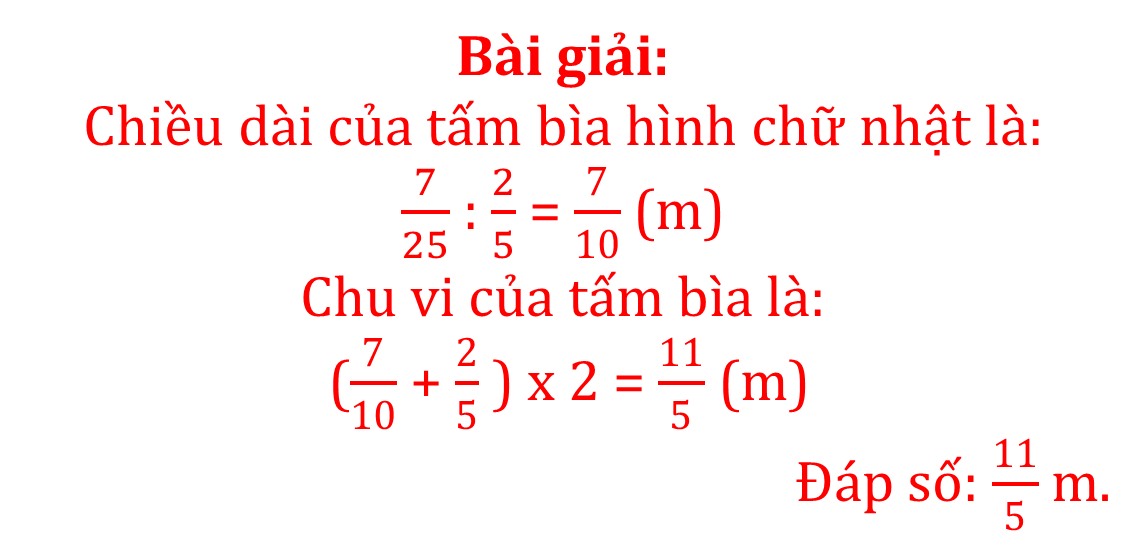 Bài giải:
Chiều dài của tấm bìa hình chữ nhật là:
7/25 : 2/5 = 7/10 (m)
Chu vi của tấm bìa là:
(7/10 + 2/5 ) x 2 = 11/5 (m)
Đáp số: 11/5 m.